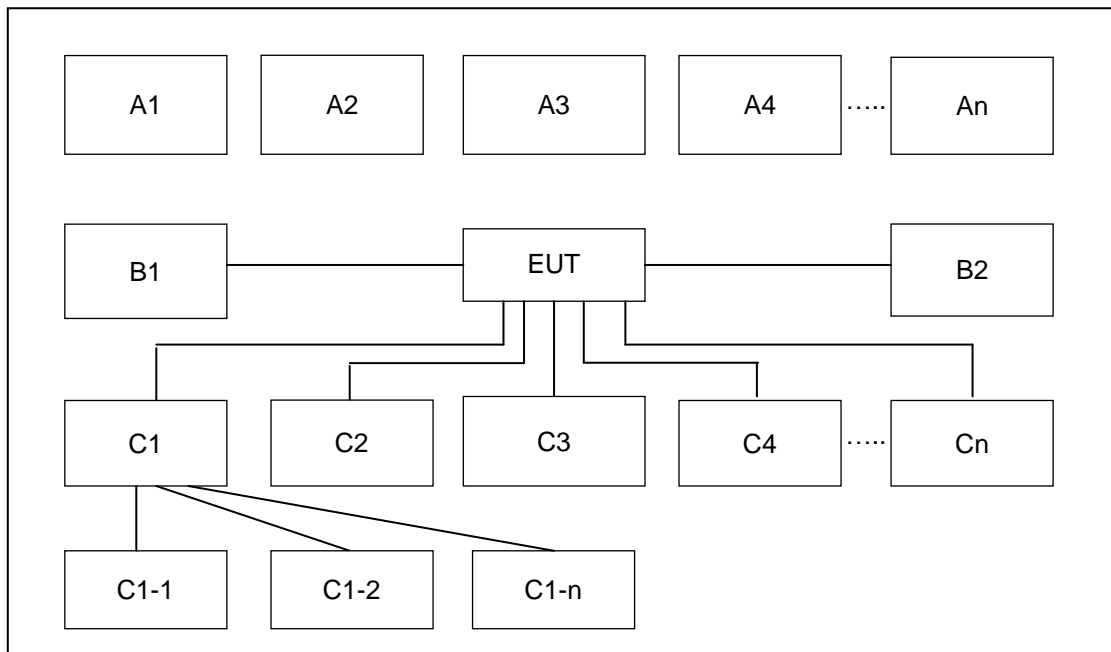 A1 A2 A3 A4 ..... An
B1 EUT B2
C1 C2 C3 C4 ..... Cn
C1-1 C1-2 C1-n